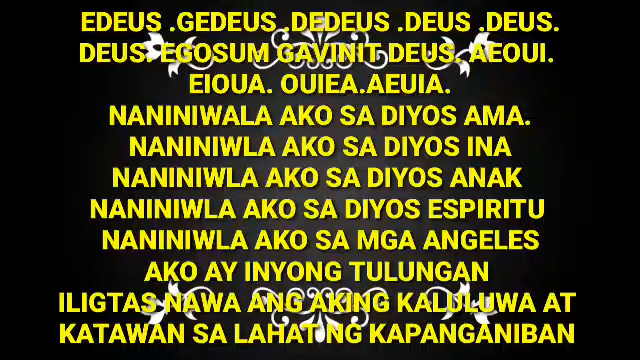 EDEUS .GEDEUS .DEDEUS .DEUS .DEUS.
DEUS. EGOSUM GAVINIT DEUS. AEOUI.
EIOUA. OUIEA.AEUIA.
NANINIWALA AKO SA DIYOS AMA.
NANINIWLA AKO SA DIYOS INA
NANINIWLA AKO SA DIYOS ANAK
NANINIWLA AKO SA DIYOS ESPIRITU
NANINIWLA AKO SA MGA ANGELES
AKO AY INYONG TULUNGAN
ILIGTAS NAWA ANG AKING KALULUWA AT
KATAWAN SA LAHAT NG KAPANGANIBAN